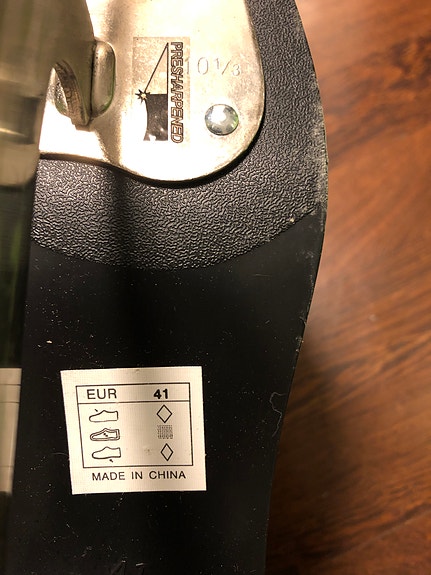 PRESHARPENED
10 1/3
EUR 41
MADE IN CHINA